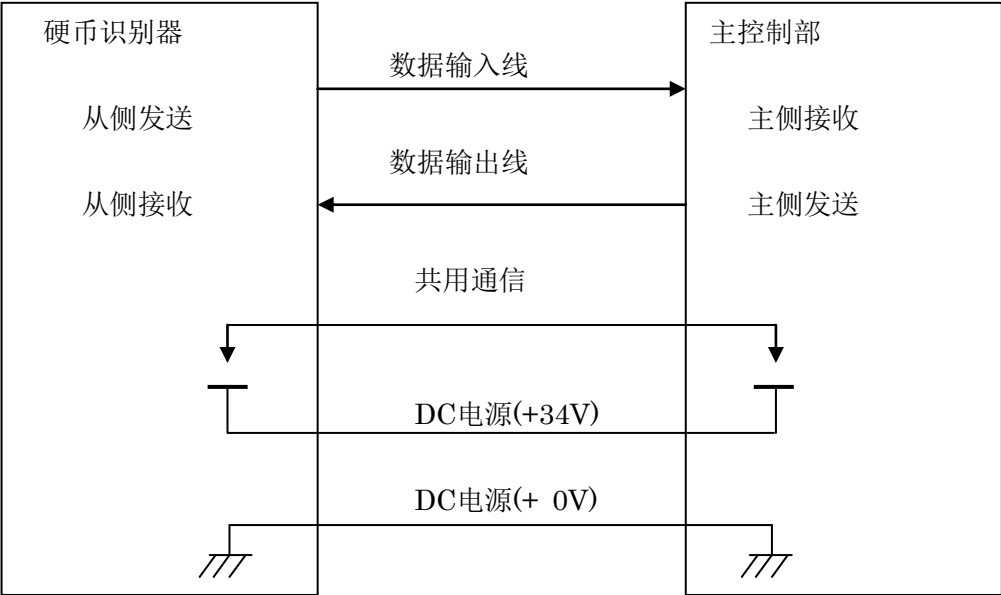 硬币识别器
主控制部
数据输入线
从侧发送
主侧接收
数据输出线
从侧接收
主侧发送
共用通信
DC电源(+34V)
DC电源(+ 0V)